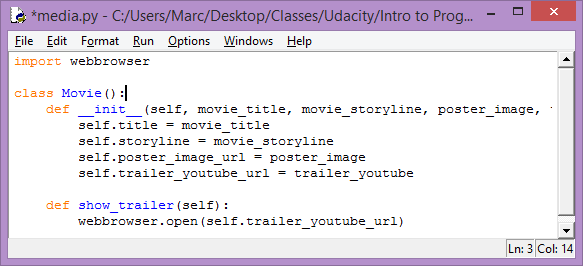 *media.py - C:/Users/Marc/Desktop/Classes/Udacity/Intro to Prog...
File Edit Format Run Options Windows Help
import webbrowser
class Movie():
def __init__(self, movie_title, movie_storyline, poster_image,
self.title = movie_title
self.storyline = movie_storyline
self.poster_image_url = poster_image
self.trailer_youtube_url = trailer_youtube
def show_trailer(self):
webbrowser.open(self.trailer_youtube_url)
Ln: 3 Col: 14